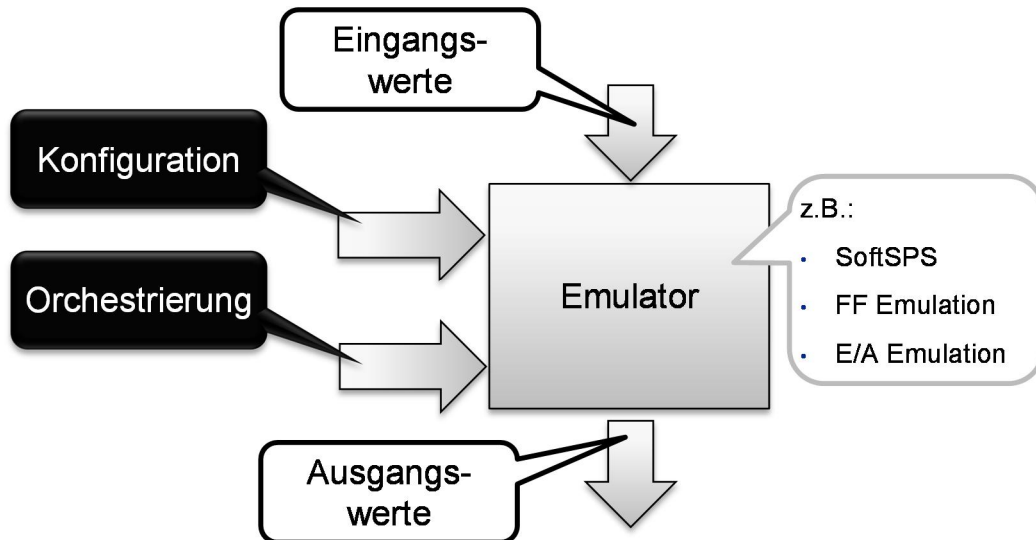 Eingangs-
werte
Konfiguration
Orchestrierung
Emulator
z.B.:
• SoftSPS
• FF Emulation
• E/A Emulation
Ausgangs-
werte